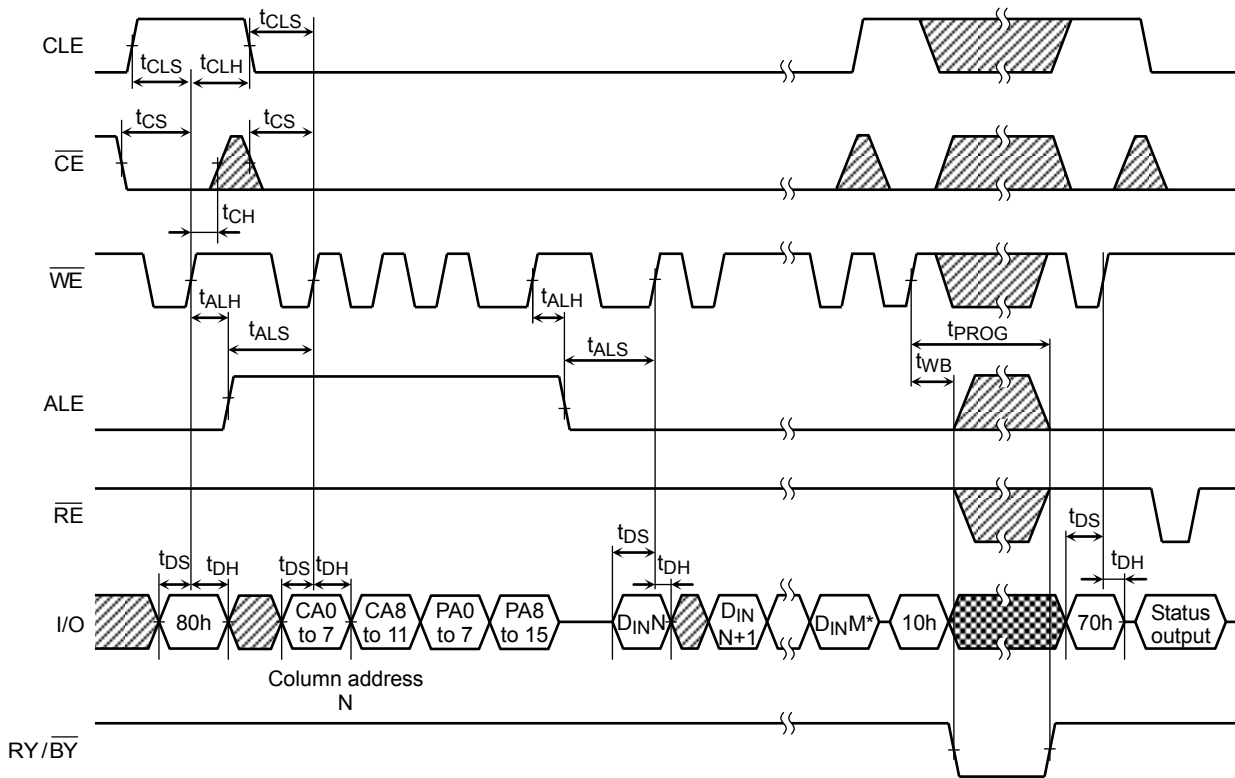 CLE
tCLS
tCLS
tCLH
CE
tCS
tCS
tCH
WE
tALH
tALS
tALH
tALS
tPROG
tWB
ALE
RE
tDS
tDH
tDS
tDH
tDS
tDH
tDS
tDH
I/O
80h
CA0 to 7
CA8 to 11
PA0 to 7
PA8 to 15
DINN
DIN N+1
DINM*
10h
70h
Status output
Column address
N
RY/BY